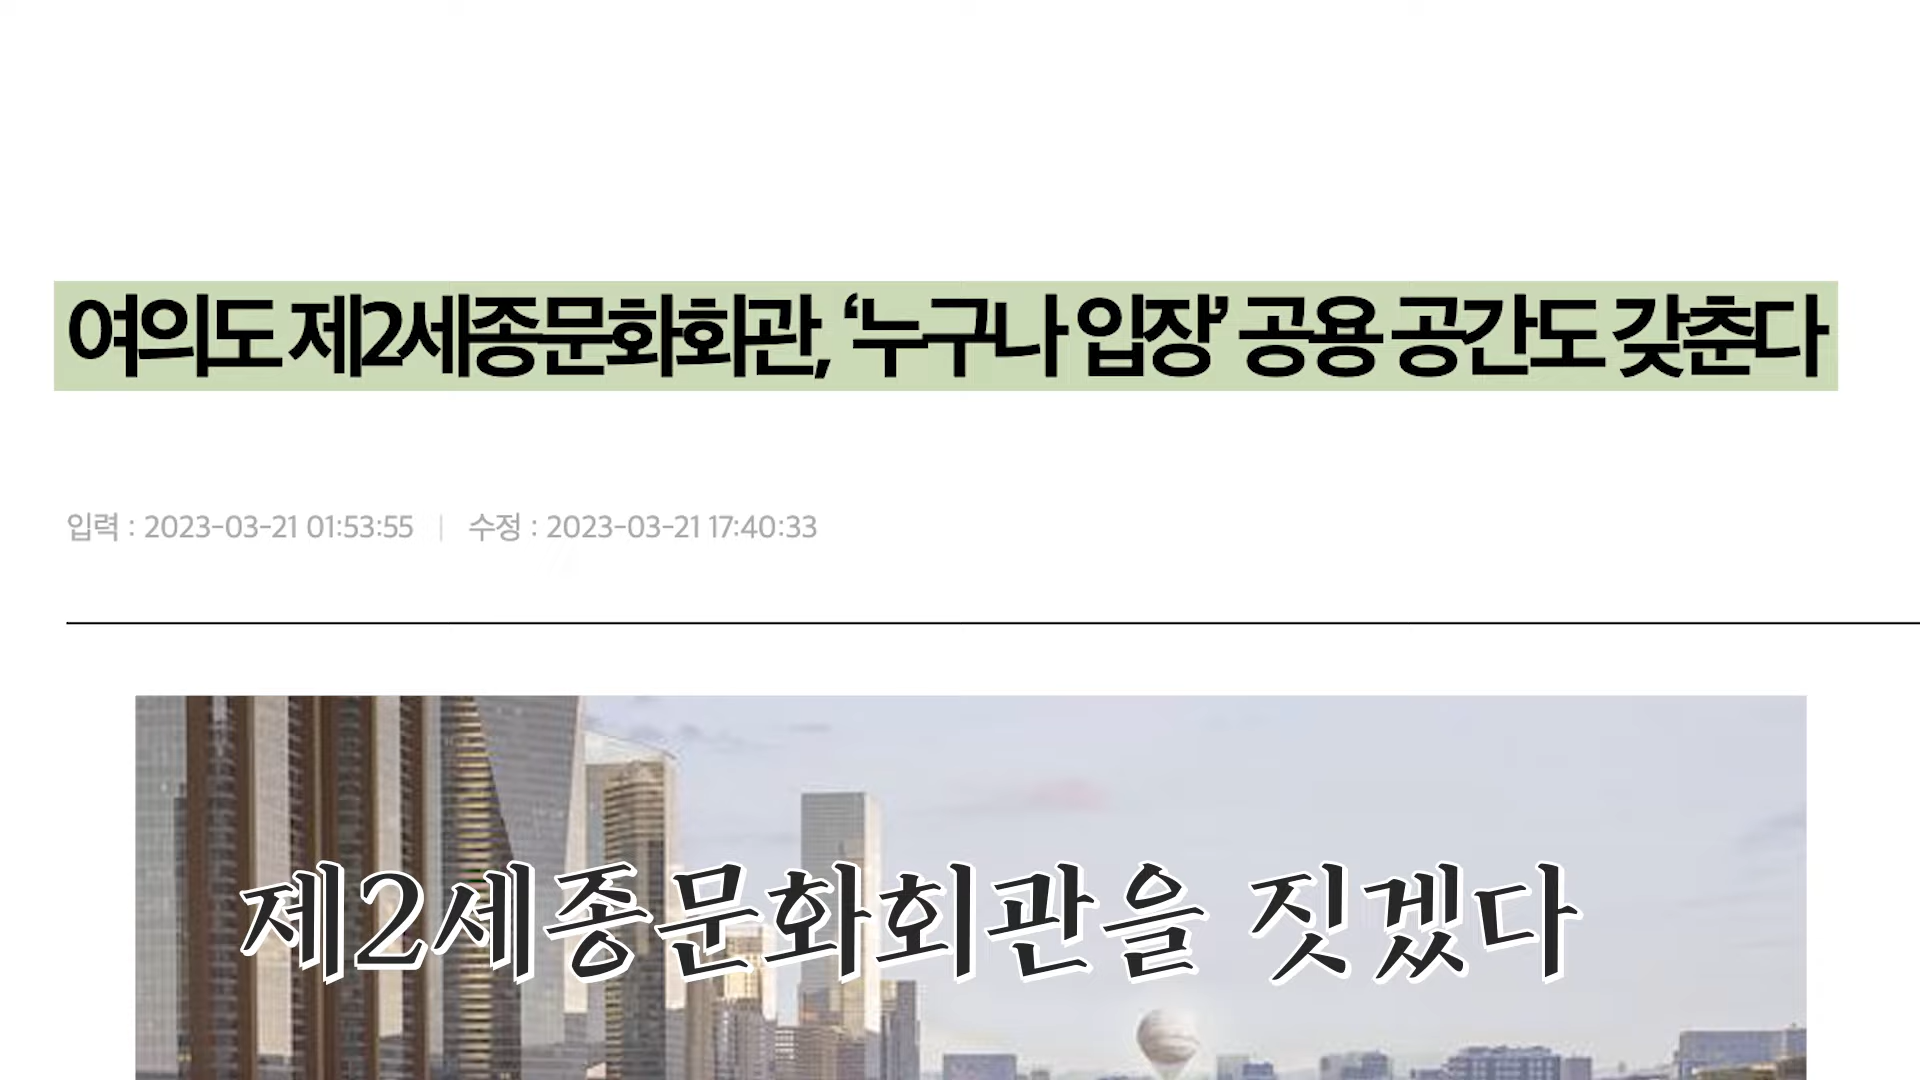 여의도 제2세종문화회관, ‘누구나 입장’ 공용 공간도 갖춘다
입력 : 2023-03-21 01:53:55 | 수정 : 2023-03-21 17:40:33
제2세종문화회관을 짓겠다